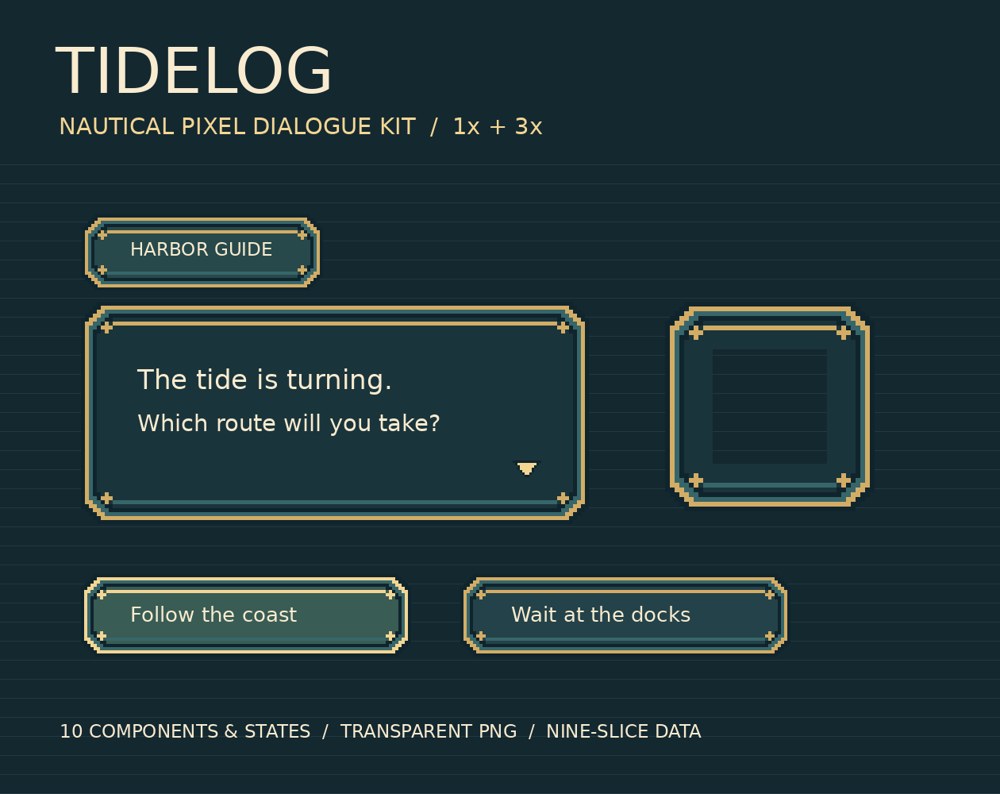 TIDELOG
NAUTICAL PIXEL DIALOGUE KIT / 1x + 3x
HARBOR GUIDE
The tide is turning.
Which route will you take?
Follow the coast
Wait at the docks
10 COMPONENTS & STATES / TRANSPARENT PNG / NINE-SLICE DATA